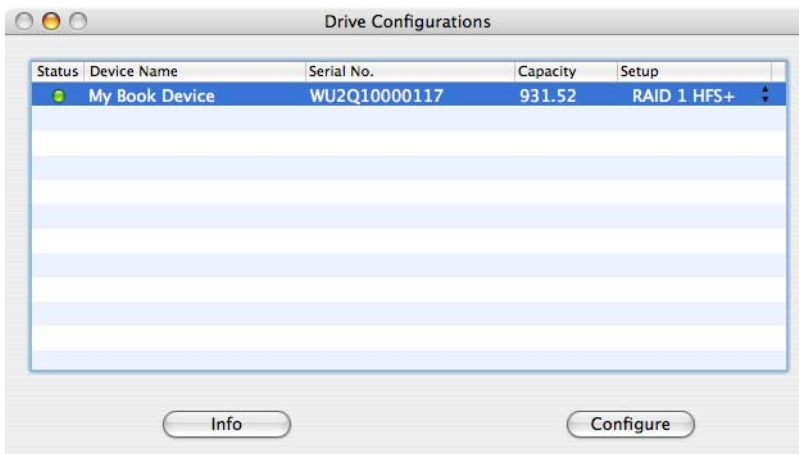 Drive Configurations
Status Device Name Serial No. Capacity Setup
My Book Device WU2Q10000117 931.52 RAID 1 HFS+
Info Configure